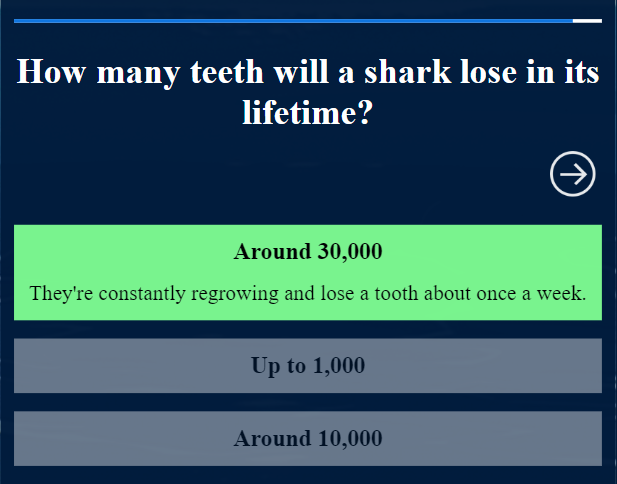 How many teeth will a shark lose in its
lifetime?
Around 30,000
They're constantly regrowing and lose a tooth about once a week.
Up to 1,000
Around 10,000